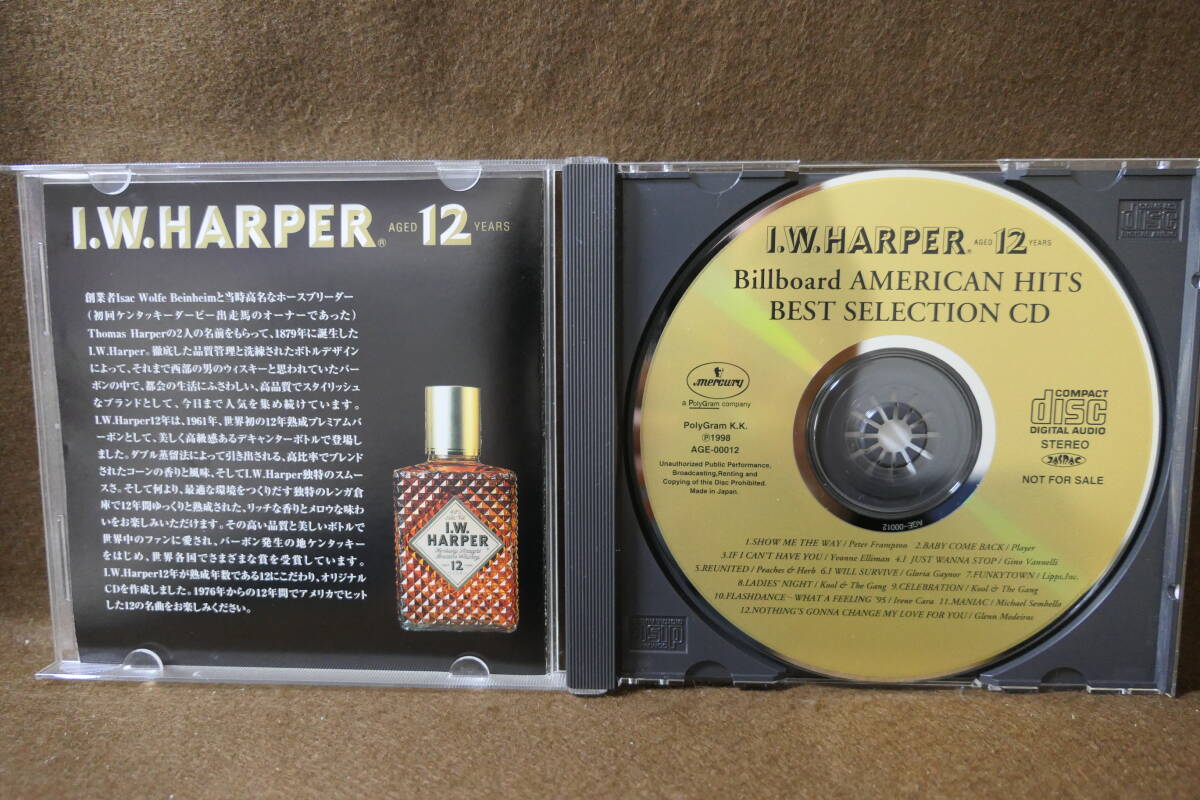 I.W.HARPER® AGED 12 YEARS
創業者Isac Wolfe Beinheimと当時高名なホースブリーダー
(初回ケンタッキーダービー出走馬のオーナーであった)
Thomas Harperの2人の名前をもらって、1879年に誕生した
I.W.Harper。徹底した品質管理と洗練されたボトルデザイン
によって、それまで西部の男のウィスキーと思われていたバー
ボンの中で、都会の生活にふさわしい、高品質でスタイリッシュ
なブランドとして、今日まで人気を集め続けています。
I.W.Harper12年は、1961年、世界初の12年熟成プレミアムバ
ーボンとして、美しく高級感あるデキャンターボトルで登場し
ました。ダブル蒸留法によって引き出される、高比率でブレンド
されたコーンの香りと風味、そしてI.W.Harper独特のスムー
スさ。そして何より、最適な環境をつくりだす独特のレンガ倉
庫で12年間ゆっくりと熟成された、リッチな香りとメロウな味わ
いをお楽しみいただけます。その高い品質と美しいボトルで
世界中のファンに愛され、バーボン発生の地ケンタッキー
をはじめ、世界各国でさまざまな賞を受賞しています。
I.W.Harper12年が熟成年数である12にこだわり、オリジナル
CDを作成しました。1976年からの12年間でアメリカでヒット
した12の名曲をお楽しみください。
I.W.
HARPER
Kentucky Straight
Bourbon Whiskey
12
I.W.HARPER® AGED 12 YEARS
Billboard AMERICAN HITS
BEST SELECTION CD
mercury
a PolyGram company
PolyGram K.K.
℗1998
AGE-00012
Unauthorized Public Performance,
Broadcasting,Renting and
Copying of this Disc Prohibited.
Made in Japan.
COMPACT
disc
DIGITAL AUDIO
STEREO
JASRAC
NOT FOR SALE
AGE-00012
1.SHOW ME THE WAY / Peter Frampton 2.BABY COME BACK / Player
3.IF I CAN'T HAVE YOU / Yvonne Elliman 4.I JUST WANNA STOP / Gino Vannelli
5.REUNITED / Peaches & Herb 6.I WILL SURVIVE / Gloria Gaynor 7.FUNKYTOWN / Lipps,Inc.
8.LADIES' NIGHT / Kool & The Gang 9.CELEBRATION / Kool & The Gang
10.FLASHDANCE~ WHAT A FEELING '95 / Irene Cara 11.MANIAC / Michael Sembello
12.NOTHING'S GONNA CHANGE MY LOVE FOR YOU / Glenn Medeiros
COMPACT
disc
DIGITAL AUDIO
disc